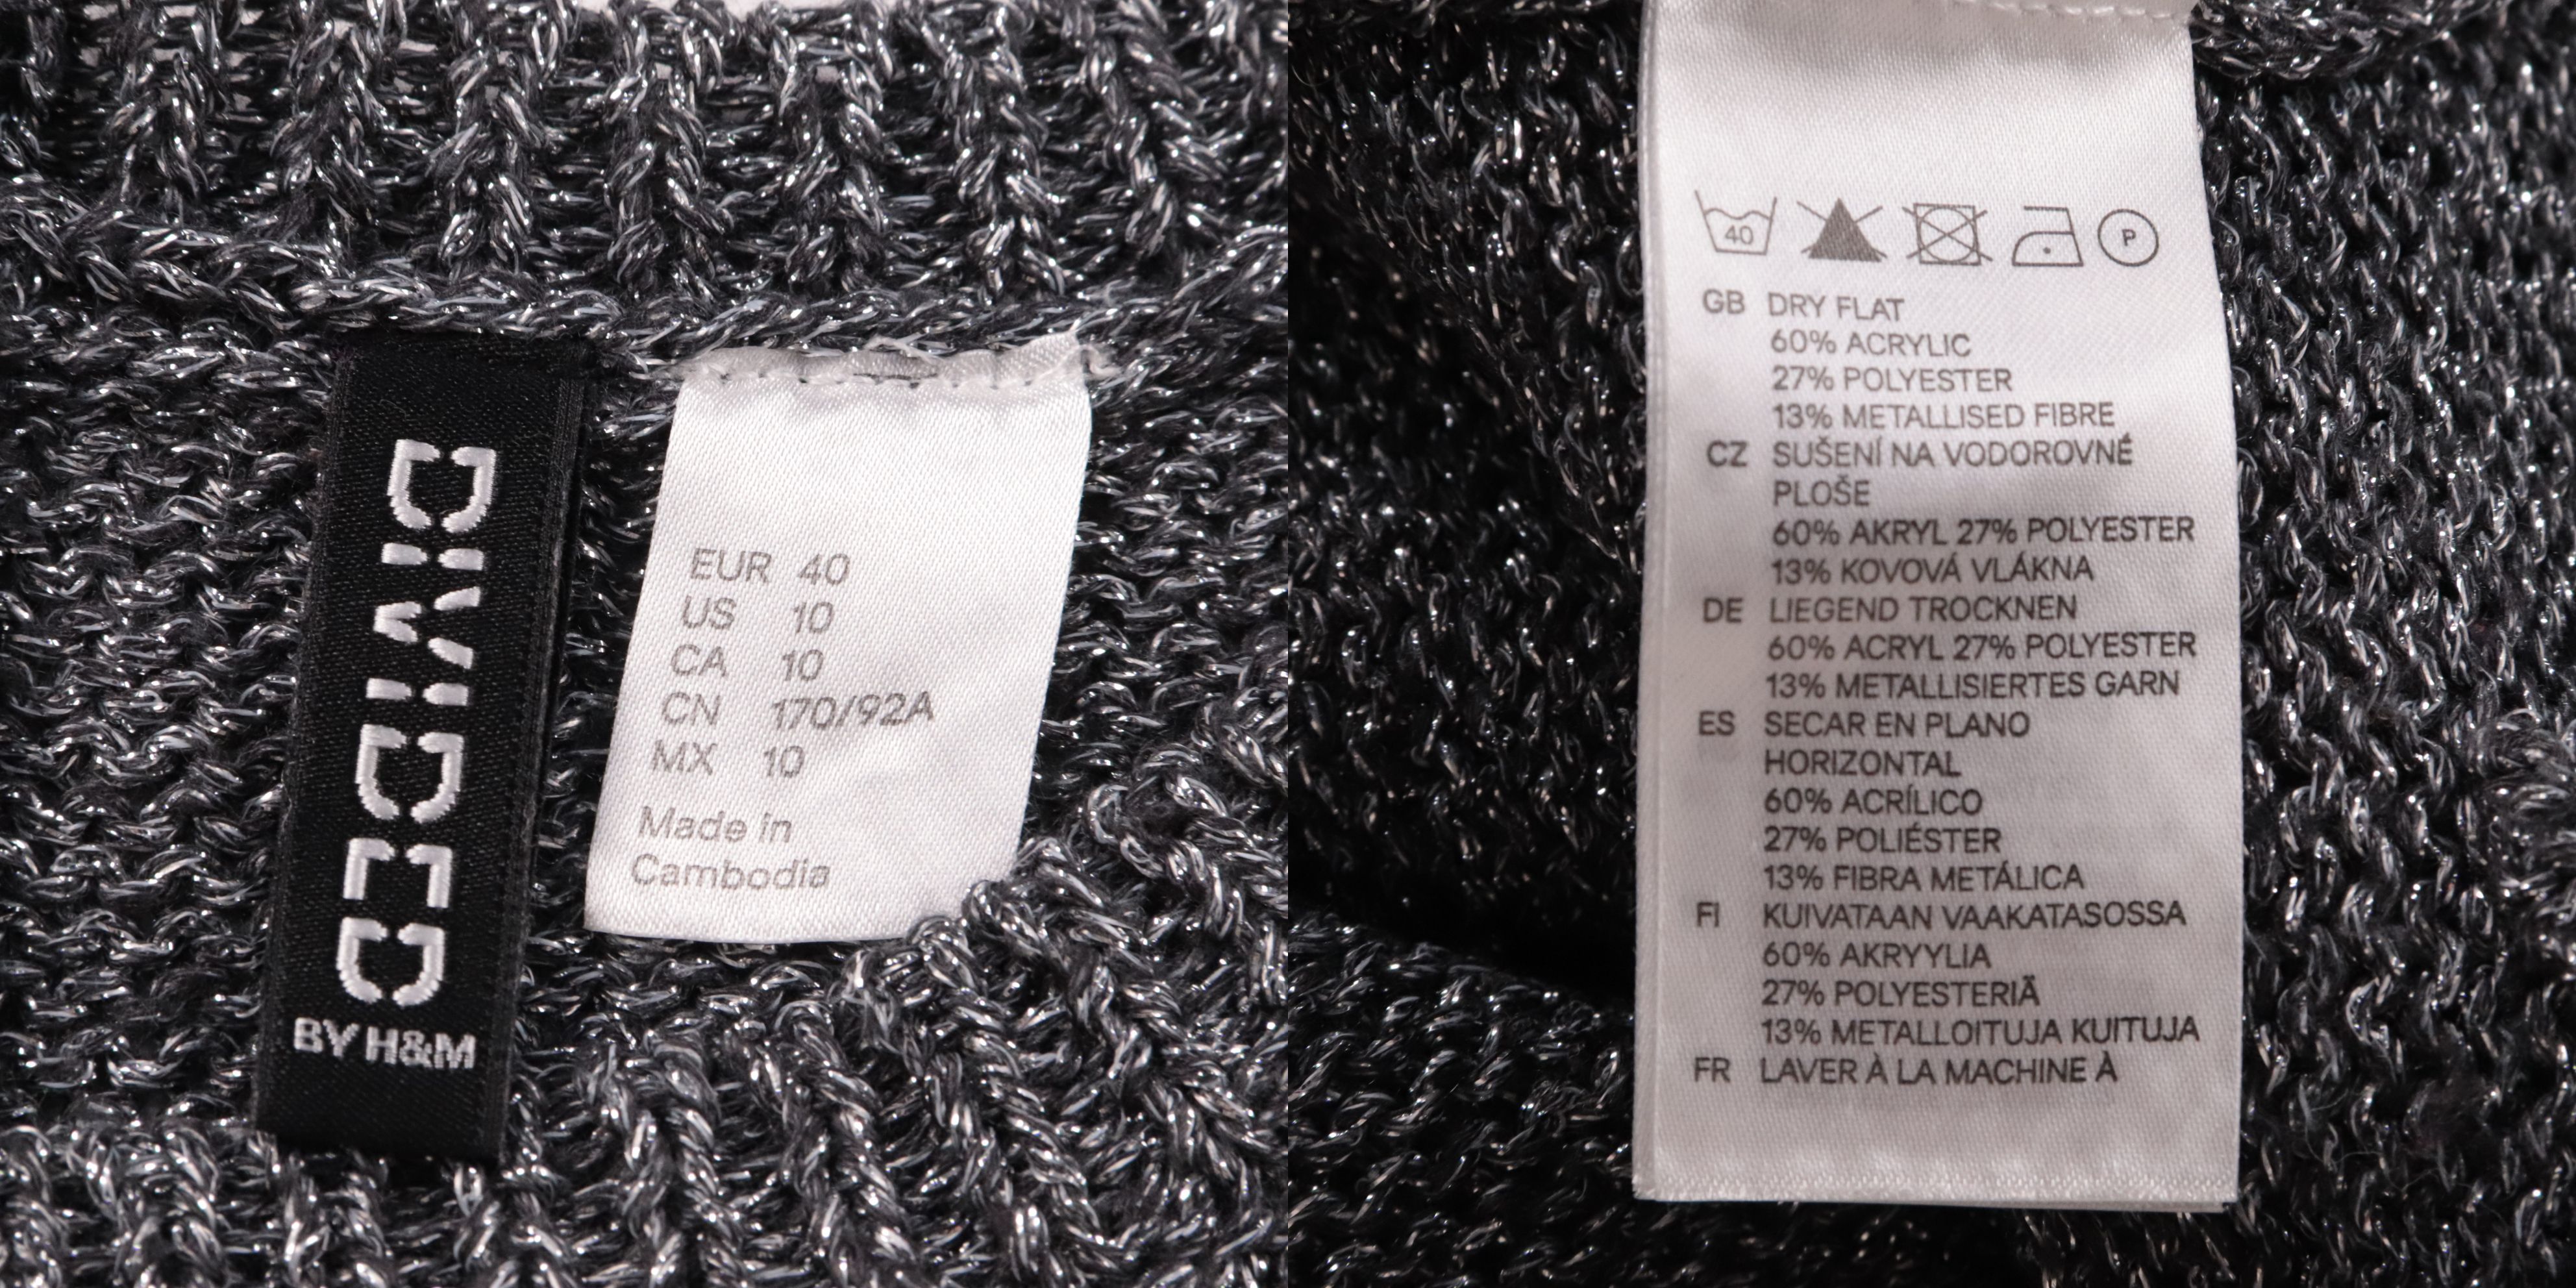 DIVIDED
BY H&M
EUR 40
US 10
CA 10
CN 170/92A
MX 10
Made in
Cambodia
40
P
GB DRY FLAT
60% ACRYLIC
27% POLYESTER
13% METALLISED FIBRE
CZ SUŠENÍ NA VODOROVNÉ
PLOŠE
60% AKRYL 27% POLYESTER
13% KOVOVÁ VLÁKNA
DE LIEGEND TROCKNEN
60% ACRYL 27% POLYESTER
13% METALLISIERTES GARN
ES SECAR EN PLANO
HORIZONTAL
60% ACRÍLICO
27% POLIÉSTER
13% FIBRA METÁLICA
FI KUIVATAAN VAAKATASOSSA
60% AKRYYLIA
27% POLYESTERIÄ
13% METALLOITUJA KUITUJA
FR LAVER À LA MACHINE À